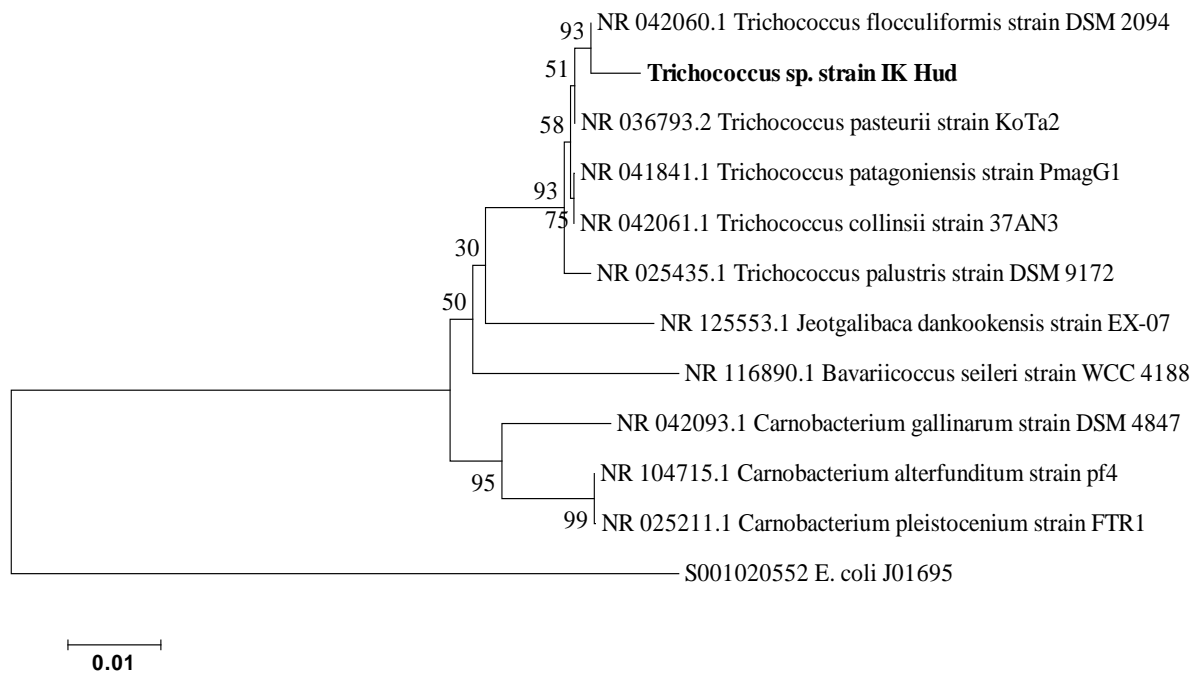 93
NR 042060.1 Trichococcus flocculiformis strain DSM 2094
51
Trichococcus sp. strain IK Hud
58
NR 036793.2 Trichococcus pasteurii strain KoTa2
NR 041841.1 Trichococcus patagoniensis strain PmagG1
93
75
NR 042061.1 Trichococcus collinsii strain 37AN3
30
NR 025435.1 Trichococcus palustris strain DSM 9172
50
NR 125553.1 Jeotgalibaca dankookensis strain EX-07
NR 116890.1 Bavariicoccus seileri strain WCC 4188
NR 042093.1 Carnobacterium gallinarum strain DSM 4847
95
NR 104715.1 Carnobacterium alterfunditum strain pf4
99
NR 025211.1 Carnobacterium pleistocenium strain FTR1
S001020552 E. coli J01695
0.01